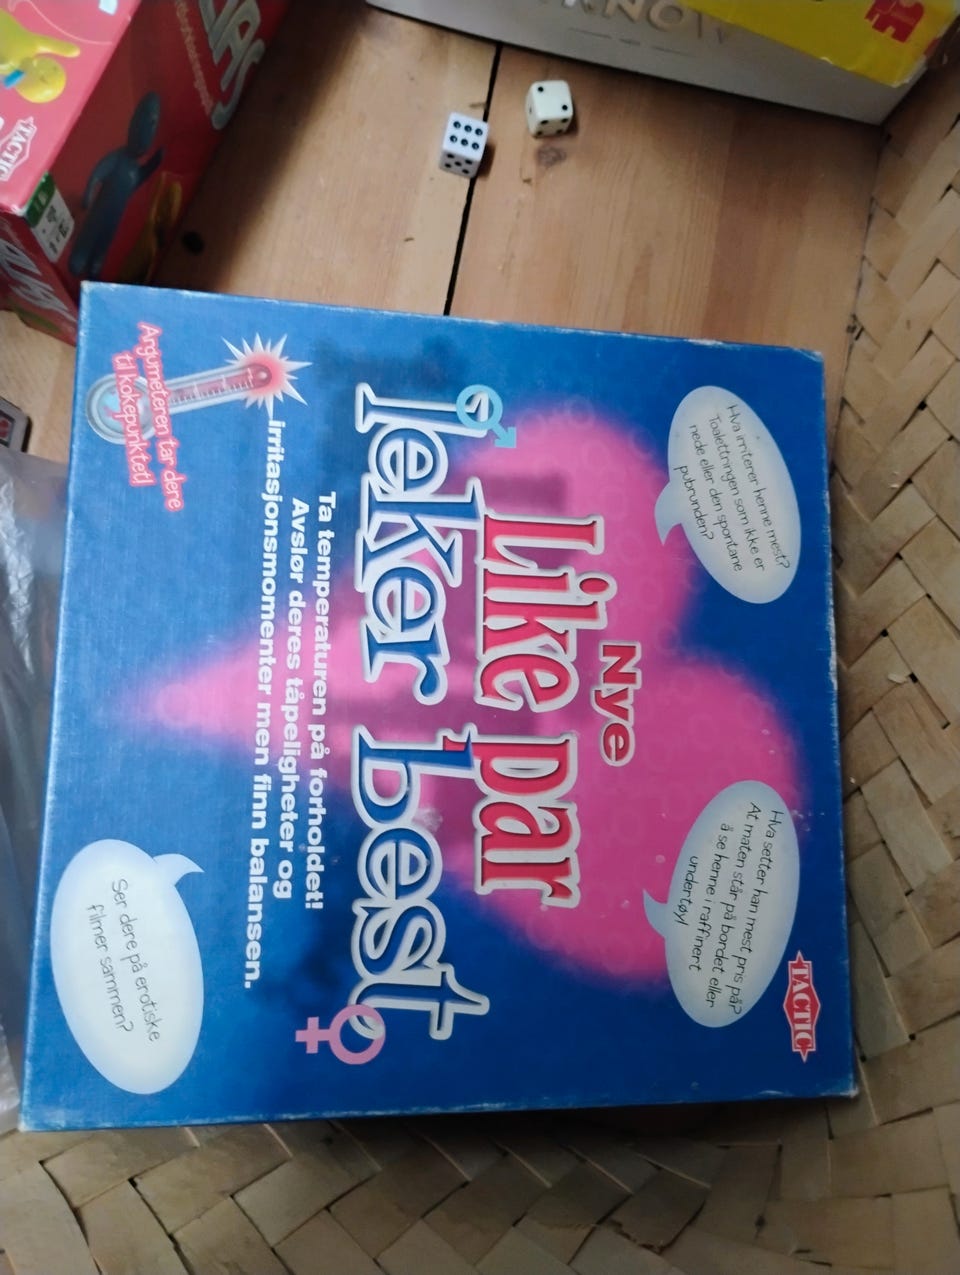 Nye
Like par
leker best
Ta temperaturen på forholdet!
Avslør deres tåpeligheter og
irritasjonsmomenter men finn balansen.
Hva irriterer henne mest?
Toalettringen som ikke er
nede eller den spontane
pubrunden?
Hva setter han mest pris på?
At maten står på bordet eller
å se henne i raffinert
undertøy!
TACTIC
Argumeteren tar dere
til kokepunktet!
Ser dere på erotiske
filmer sammen?
TACTIC